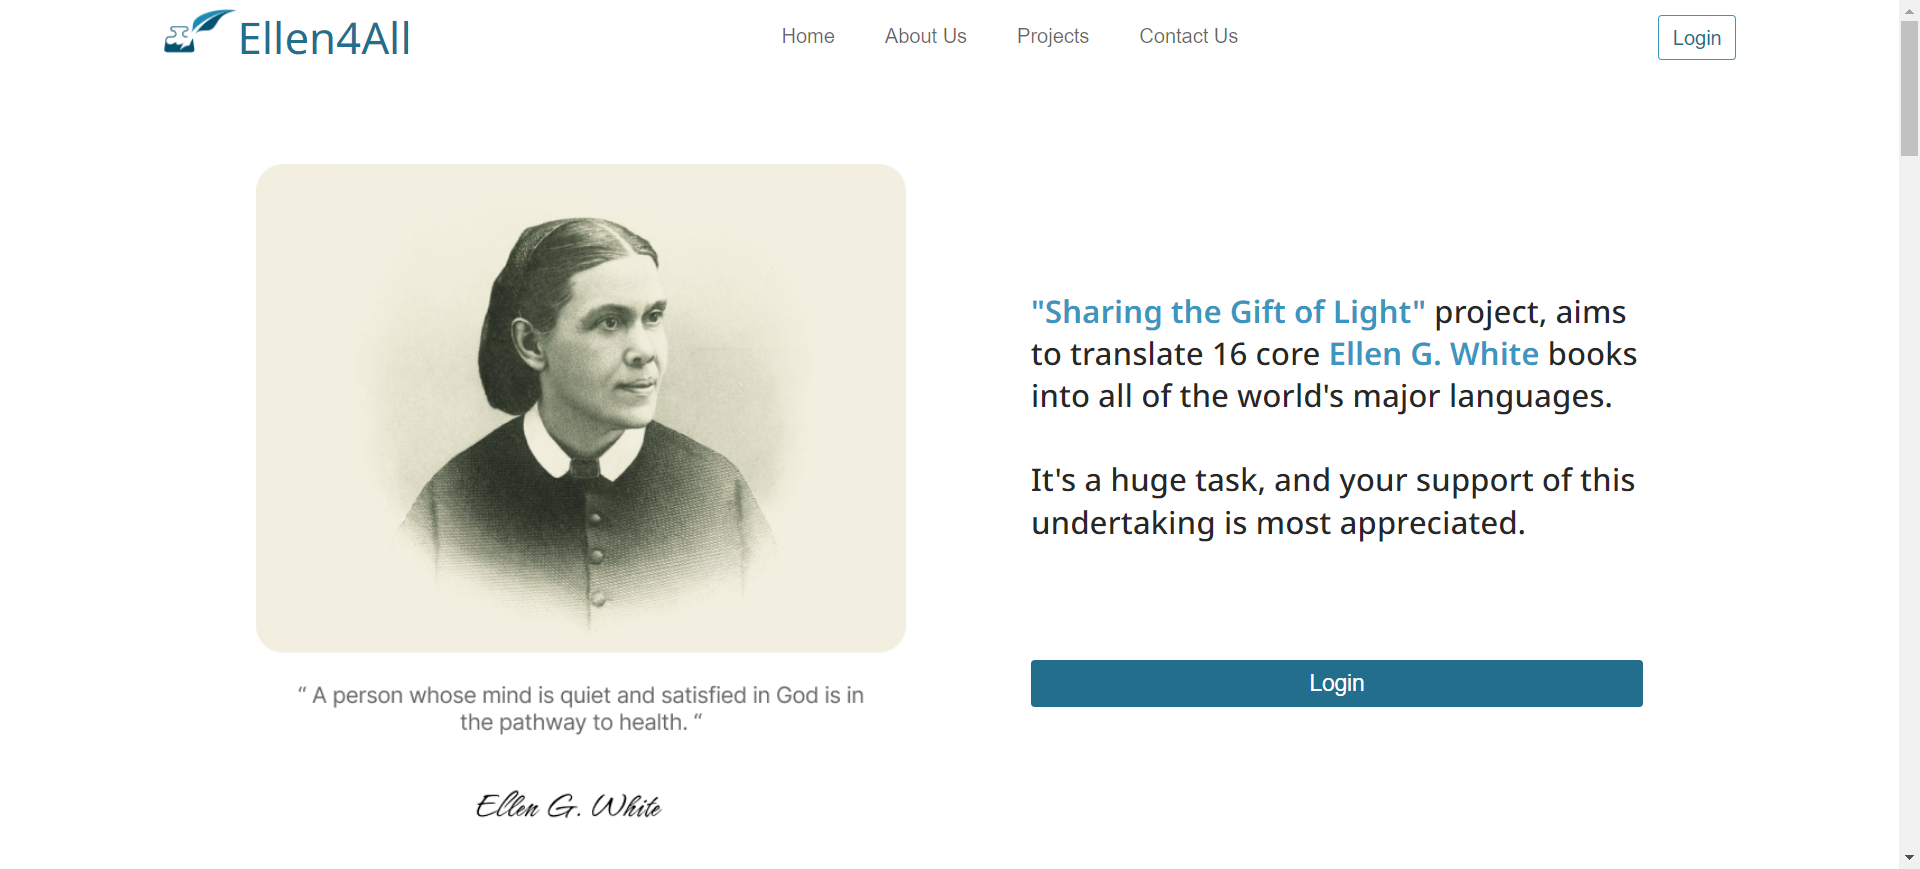 Ellen4All
Home
About Us
Projects
Contact Us
Login
"Sharing the Gift of Light" project, aims
to translate 16 core Ellen G. White books
into all of the world's major languages.
It's a huge task, and your support of this
undertaking is most appreciated.
Login
“ A person whose mind is quiet and satisfied in God is in
the pathway to health. “
Ellen G. White